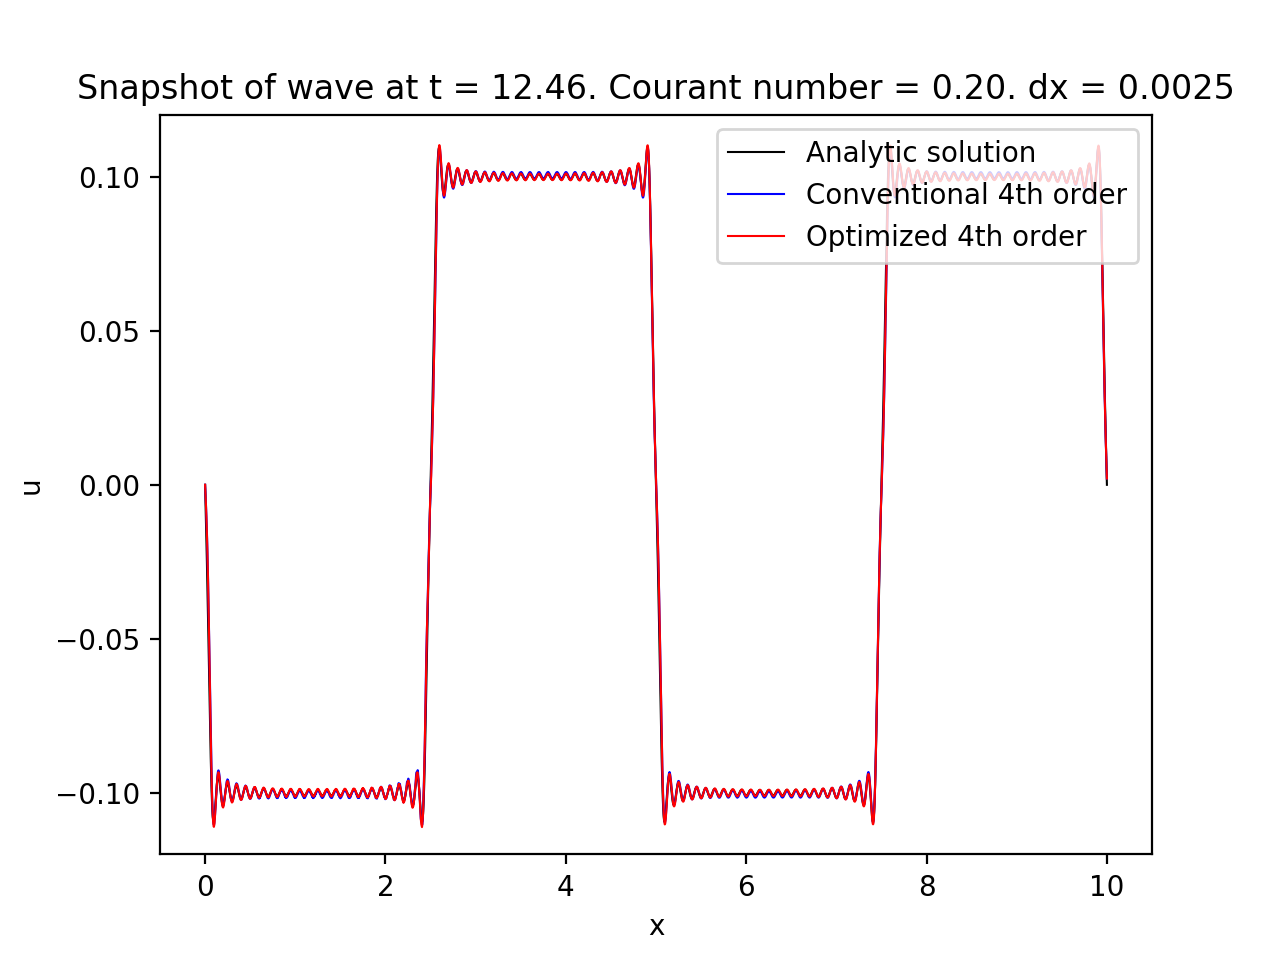 Snapshot of wave at t = 12.46. Courant number = 0.20. dx = 0.0025
Analytic solution
Conventional 4th order
Optimized 4th order
0.10
0.05
0.00
−0.05
−0.10
u
0 2 4 6 8 10
x